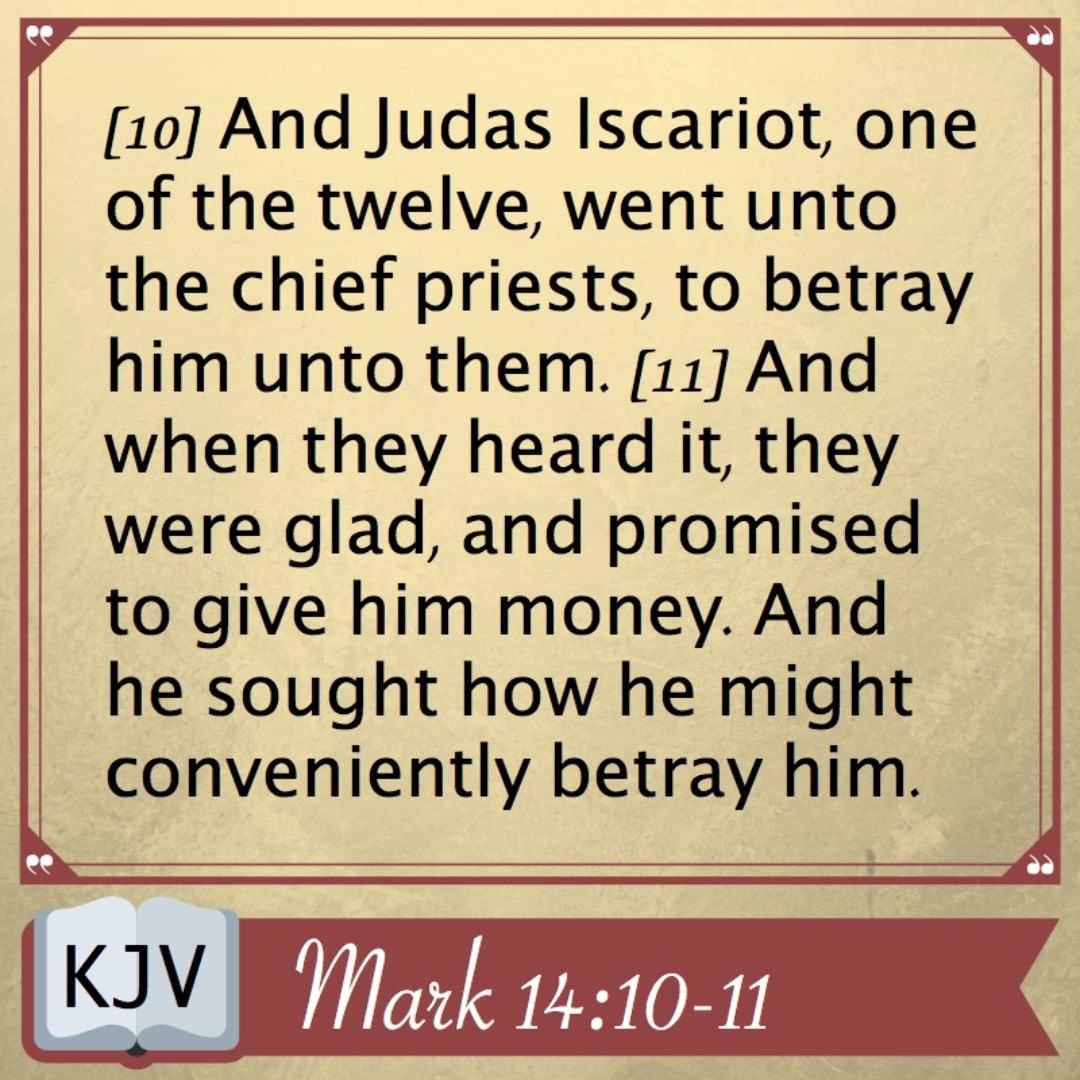 [10] And Judas Iscariot, one
of the twelve, went unto
the chief priests, to betray
him unto them. [11] And
when they heard it, they
were glad, and promised
to give him money. And
he sought how he might
conveniently betray him.
KJV
Mark 14:10-11